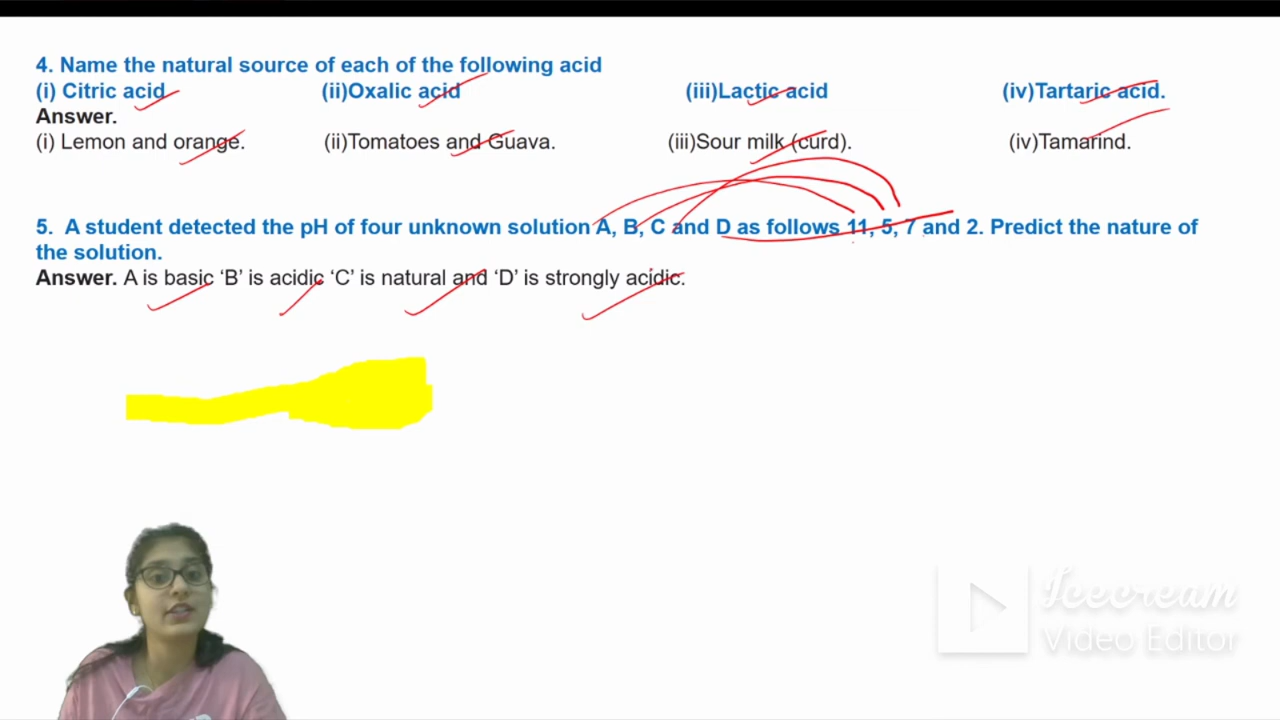 4. Name the natural source of each of the following acid
(i) Citric acid (ii)Oxalic acid (iii)Lactic acid (iv)Tartaric acid.
Answer.
(i) Lemon and orange. (ii)Tomatoes and Guava. (iii)Sour milk (curd). (iv)Tamarind.
5. A student detected the pH of four unknown solution A, B, C and D as follows 11, 5, 7 and 2. Predict the nature of
the solution.
Answer. A is basic ‘B’ is acidic ‘C’ is natural and ‘D’ is strongly acidic.
Icecream
Video Editor